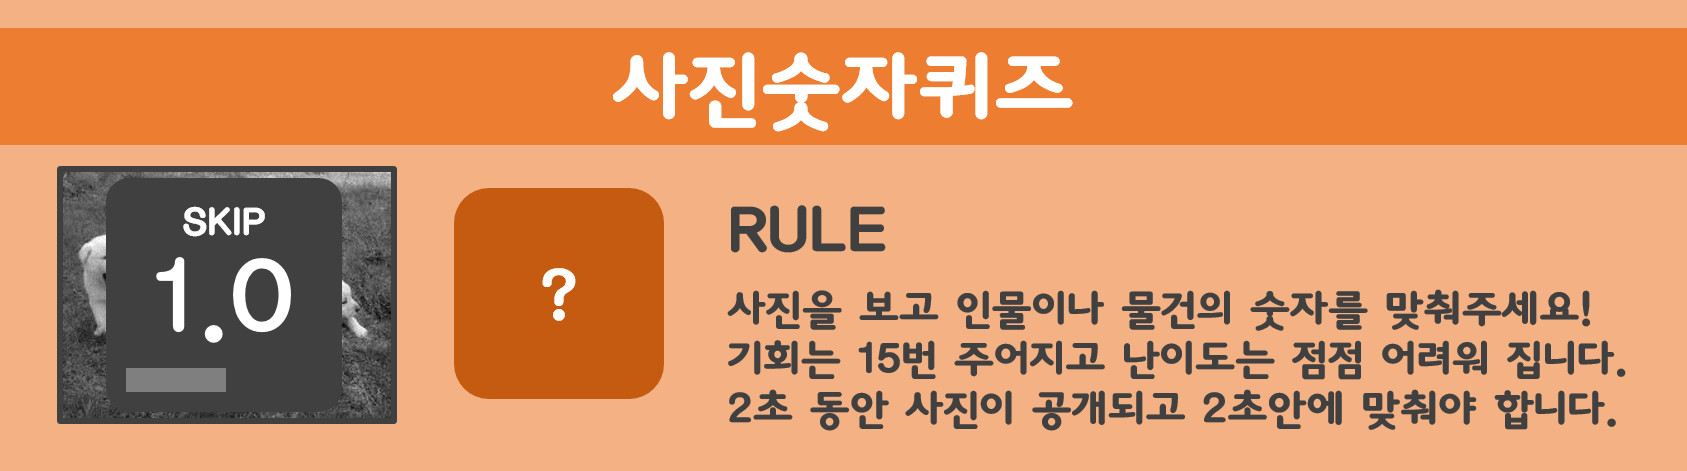 사진숫자퀴즈
SKIP
1.0
?
RULE
사진을 보고 인물이나 물건의 숫자를 맞춰주세요!
기회는 15번 주어지고 난이도는 점점 어려워 집니다.
2초 동안 사진이 공개되고 2초안에 맞춰야 합니다.